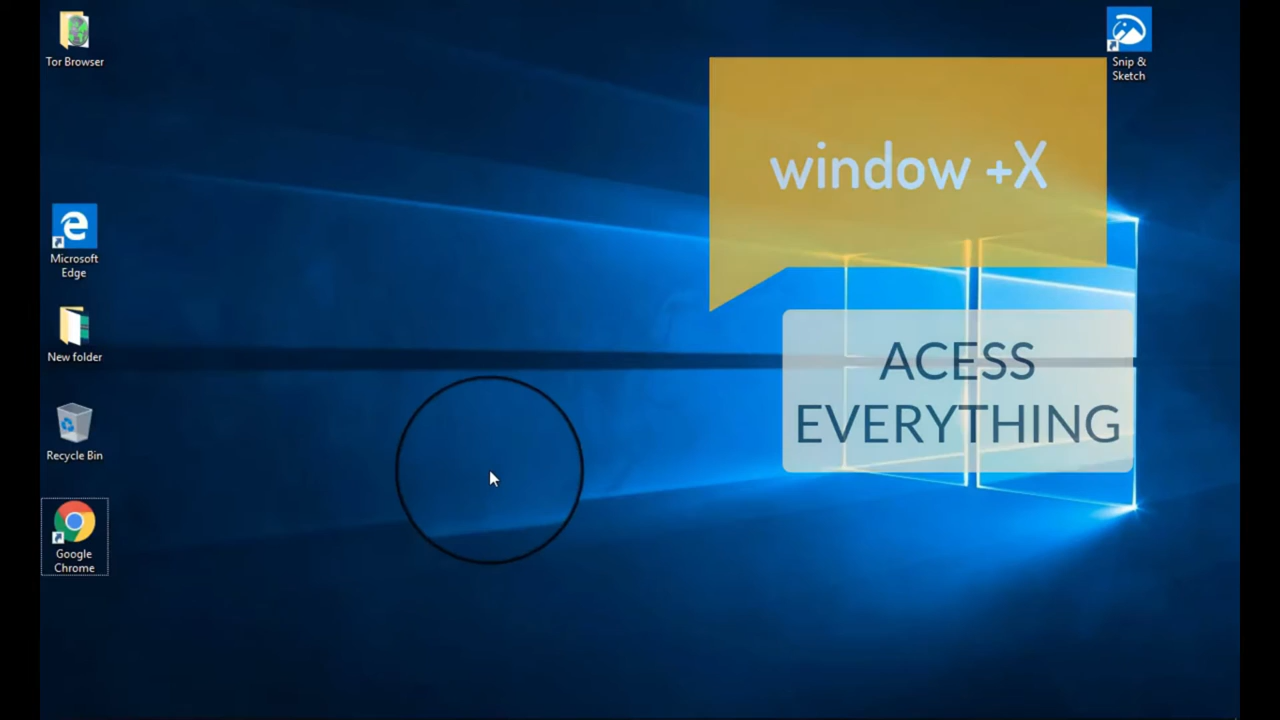 Tor Browser
Snip &
Sketch
window +X
Microsoft
Edge
New folder
ACESS
EVERYTHING
Recycle Bin
Google
Chrome